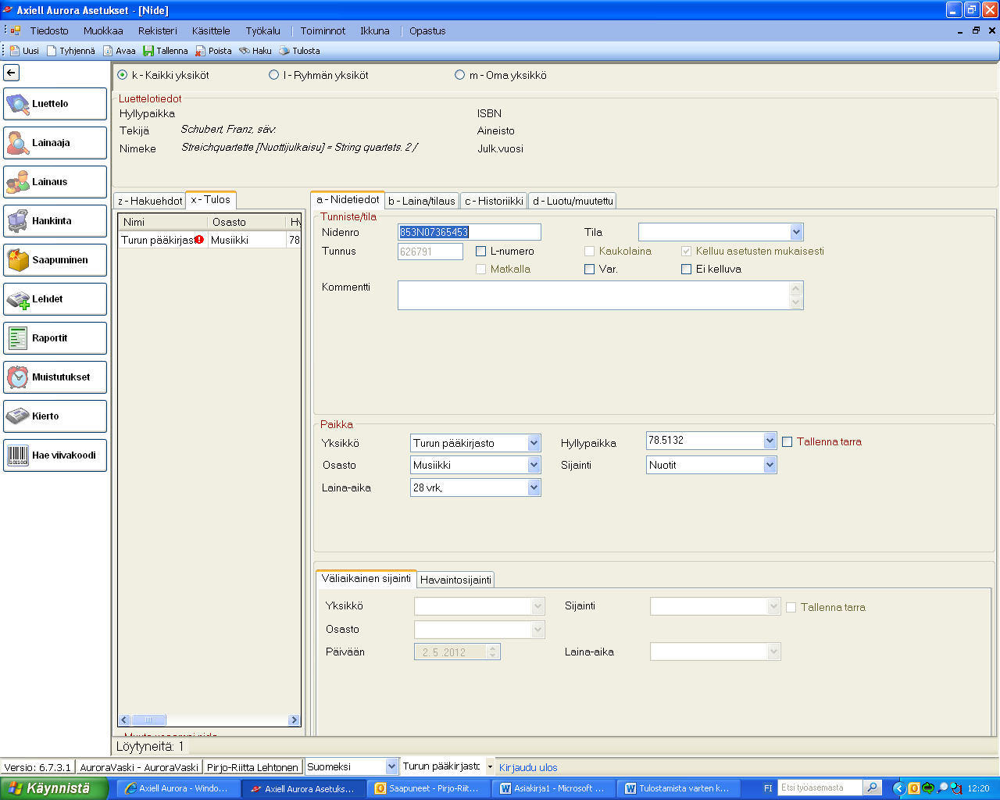 Axiell Aurora Asetukset - [Nide]
Tiedosto Muokkaa Rekisteri Käsittele Työkalu Toiminnot Ikkuna Opastus
Uusi Tyhjennä Avaa Tallenna Poista Haku Tulosta
k - Kaikki yksiköt l - Ryhmän yksiköt m - Oma yksikkö
Luettelo
Lainaaja
Lainaus
Hankinta
Saapuminen
Lehdet
Raportit
Muistutukset
Kierto
Hae viivakoodi
Luettelotiedot
Hyllypaikka ISBN
Tekijä Schubert, Franz, säv. Aineisto
Nimeke Streichquartette [Nuottijulkaisu] = String quartets. 2 / Julk.vuosi
z - Hakuehdot x - Tulos
Nimi Osasto Hy
Turun pääkirjast Musiikki 78
a - Nidetiedot b - Laina/tilaus c - Historiikki d - Luotu/muutettu
Tunniste/tila
Nidenro 853N07365453 Tila
Tunnus 626791 L-numero Kaukolaina Kelluu asetusten mukaisesti
Matkalla Var. Ei kelluva
Kommentti
Paikka
Yksikkö Turun pääkirjasto Hyllypaikka 78.5132 Tallenna tarra
Osasto Musiikki Sijainti Nuotit
Laina-aika 28 vrk,
Väliaikainen sijainti Havaintosijainti
Yksikkö Sijainti Tallenna tarra
Osasto
Päivään 2. 5 .2012 Laina-aika
Löytyneitä: 1
Versio: 6.7.3.1 AuroraVaski - AuroraVaski Pirjo-Riitta Lehtonen Suomeksi Turun pääkirjastc Kirjaudu ulos
Käynnistä Axiell Aurora - Windo... Axiell Aurora Asetuks... Saapuneet - Pirjo-Riit... Asiakirja1 - Microsoft ... Tulostamista varten k... FI Etsi työasemasta 12:20